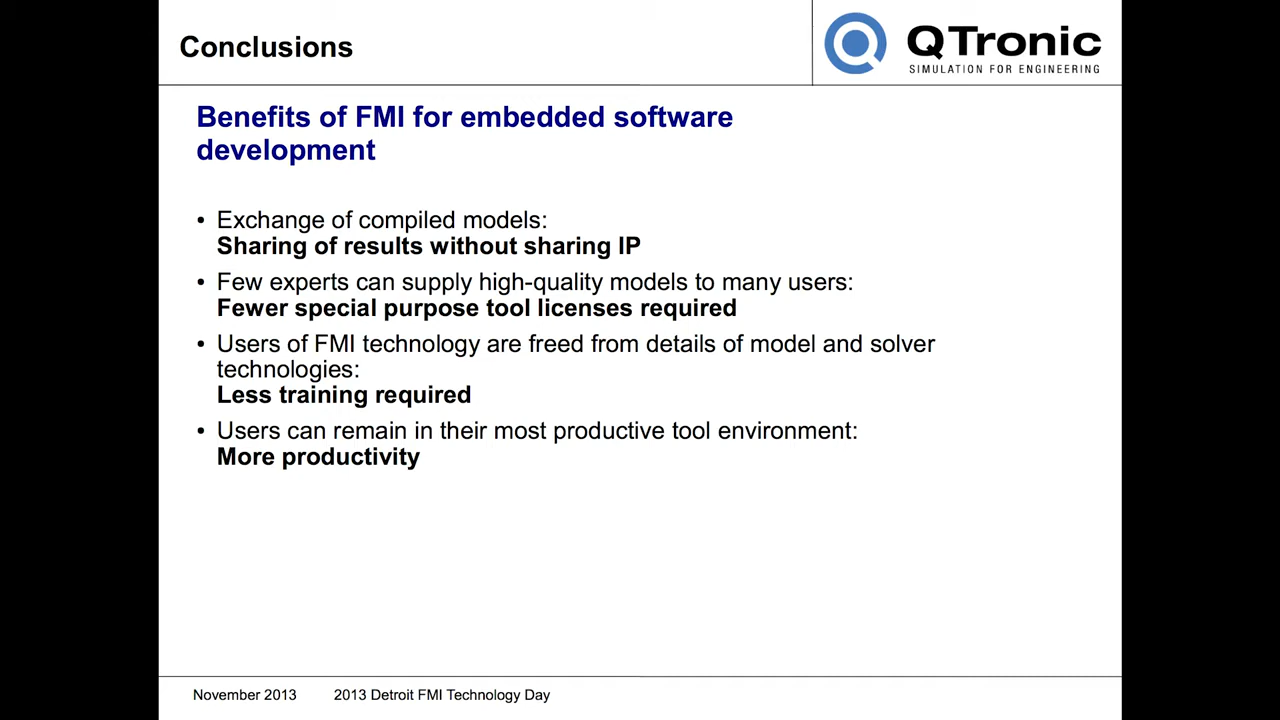 Conclusions
QTronic
SIMULATION FOR ENGINEERING
Benefits of FMI for embedded software
development
• Exchange of compiled models:
Sharing of results without sharing IP
• Few experts can supply high-quality models to many users:
Fewer special purpose tool licenses required
• Users of FMI technology are freed from details of model and solver
technologies:
Less training required
• Users can remain in their most productive tool environment:
More productivity
November 2013 2013 Detroit FMI Technology Day